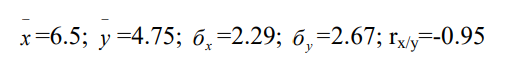 x̄=6.5; ȳ=4.75; б_x=2.29; б_y=2.67; r_x/y=-0.95